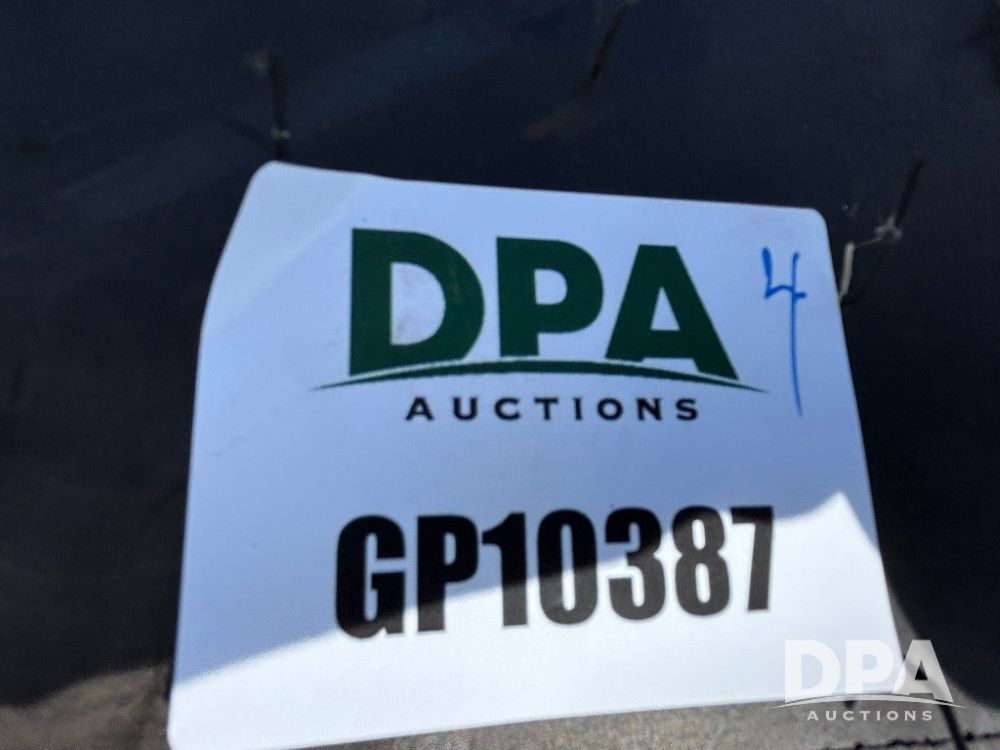 DPA 4
AUCTIONS
GP10387
DPA
AUCTIONS